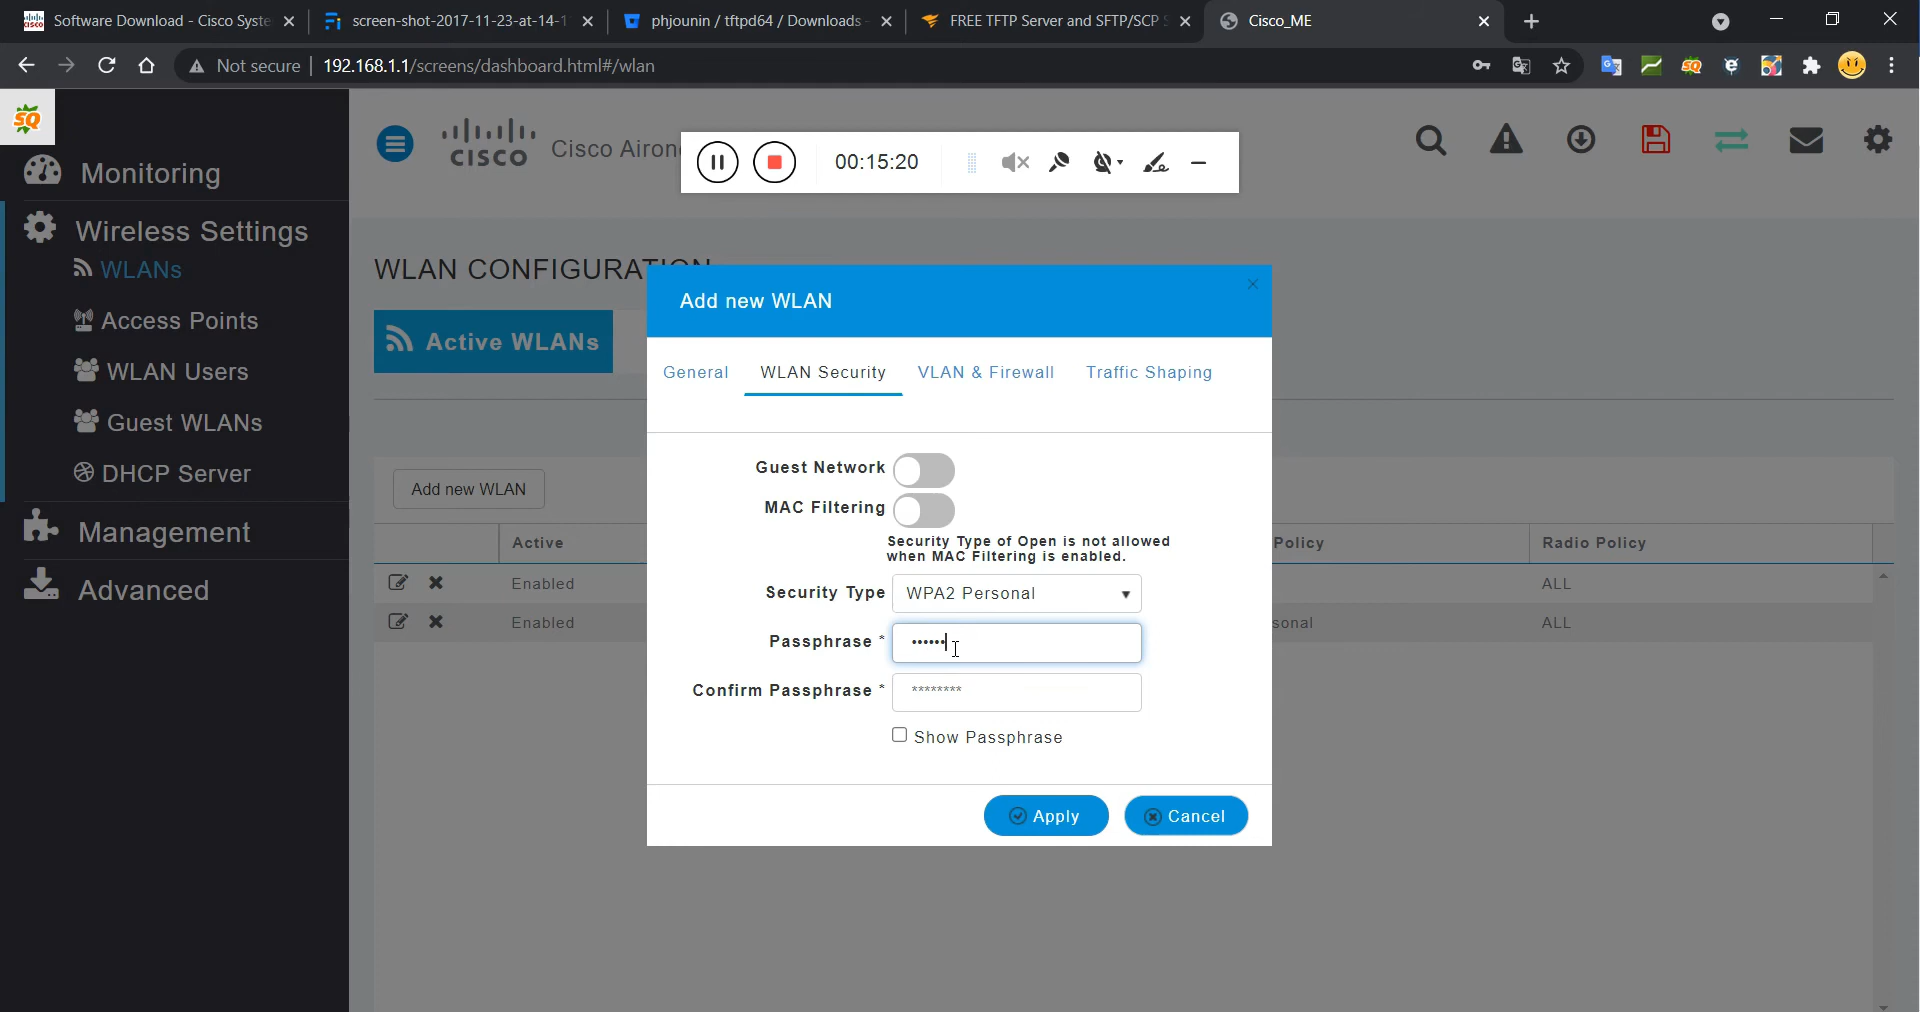 Software Download - Cisco Syste
screen-shot-2017-11-23-at-14-1
phjounin / tftpd64 / Downloads
FREE TFTP Server and SFTP/SCP S
Cisco_ME
Not secure
192.168.1.1/screens/dashboard.html#/wlan
SQ
Monitoring
Wireless Settings
WLANs
Access Points
WLAN Users
Guest WLANs
DHCP Server
Management
Advanced
CISCO
Cisco Airon
00:15:20
WLAN CONFIGURATION
Active WLANs
Add new WLAN
Active
Policy
Radio Policy
Enabled
ALL
Enabled
sonal
ALL
Add new WLAN
General
WLAN Security
VLAN & Firewall
Traffic Shaping
Guest Network
MAC Filtering
Security Type of Open is not allowed
when MAC Filtering is enabled.
Security Type
WPA2 Personal
Passphrase *
••••••
Confirm Passphrase *
********
Show Passphrase
Apply
Cancel